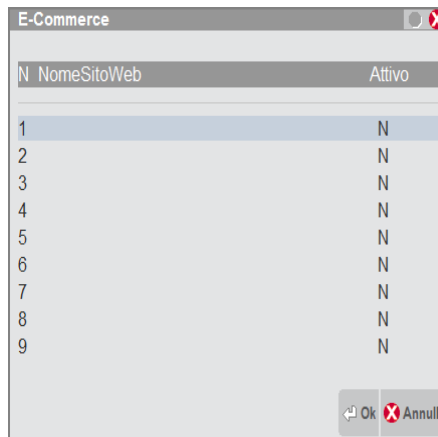 E-Commerce
N NomeSitoWeb Attivo
1 N
2 N
3 N
4 N
5 N
6 N
7 N
8 N
9 N
Ok Annull